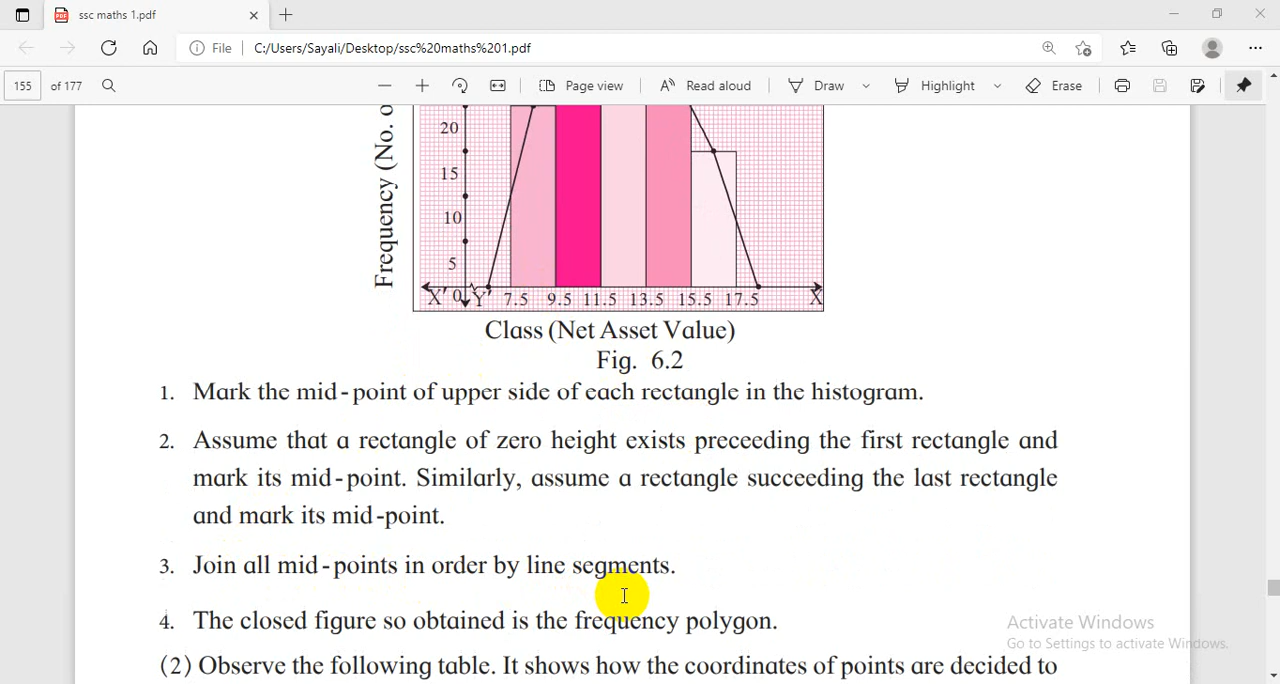 ssc maths 1.pdf
File C:/Users/Sayali/Desktop/ssc%20maths%201.pdf
155 of 177 Page view Read aloud Draw Highlight Erase
Frequency (No. o
20
15
10
5
X' 0 Y' 7.5 9.5 11.5 13.5 15.5 17.5 X
Class (Net Asset Value)
Fig. 6.2
1. Mark the mid-point of upper side of each rectangle in the histogram.
2. Assume that a rectangle of zero height exists preceeding the first rectangle and
mark its mid-point. Similarly, assume a rectangle succeeding the last rectangle
and mark its mid-point.
3. Join all mid-points in order by line segments.
4. The closed figure so obtained is the frequency polygon.
(2) Observe the following table. It shows how the coordinates of points are decided to
Activate Windows
Go to Settings to activate Windows.